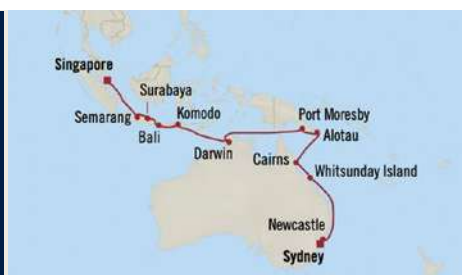 Singapore
Surabaya
Semarang
Komodo
Bali
Port Moresby
Alotau
Darwin
Cairns
Whitsunday Island
Newcastle
Sydney